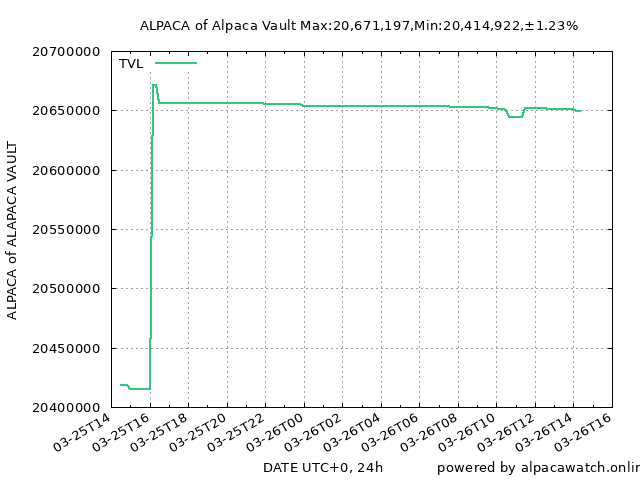 ALPACA of Alpaca Vault Max:20,671,197,Min:20,414,922,±1.23%
TVL
20700000
20650000
20600000
20550000
20500000
20450000
20400000
ALPACA of ALAPACA VAULT
03-25T14
03-25T16
03-25T18
03-25T20
03-25T22
03-26T00
03-26T02
03-26T04
03-26T06
03-26T08
03-26T10
03-26T12
03-26T14
03-26T16
DATE UTC+0, 24h
powered by alpacawatch.onlin